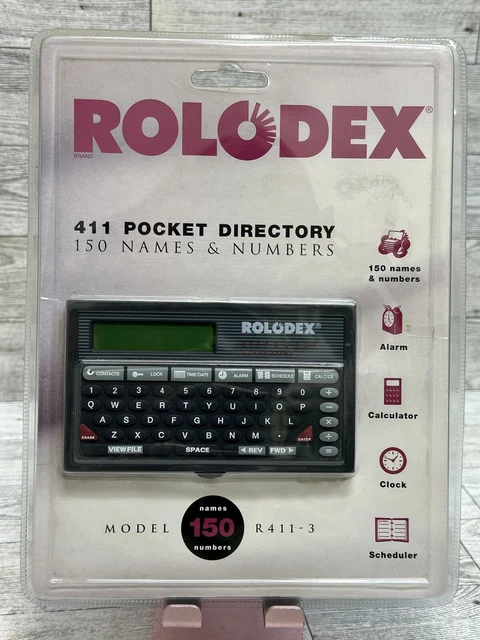 ROLODEX®
BRAND
411 POCKET DIRECTORY
150 NAMES & NUMBERS
150 names
& numbers
Alarm
Calculator
Clock
Scheduler
ROLODEX®
CONTACTS LOCK TIME/DATE ALARM SCHEDULE CALC/CE
1 2 3 4 5 6 7 8 9 0 +
Q W E R T Y U I O P −
A S D F G H J K L ×
ERASE Z X C V B N M . ENTER ÷
VIEW FILE SPACE ◀ REV FWD ▶ =
names
MODEL 150 R411-3
numbers